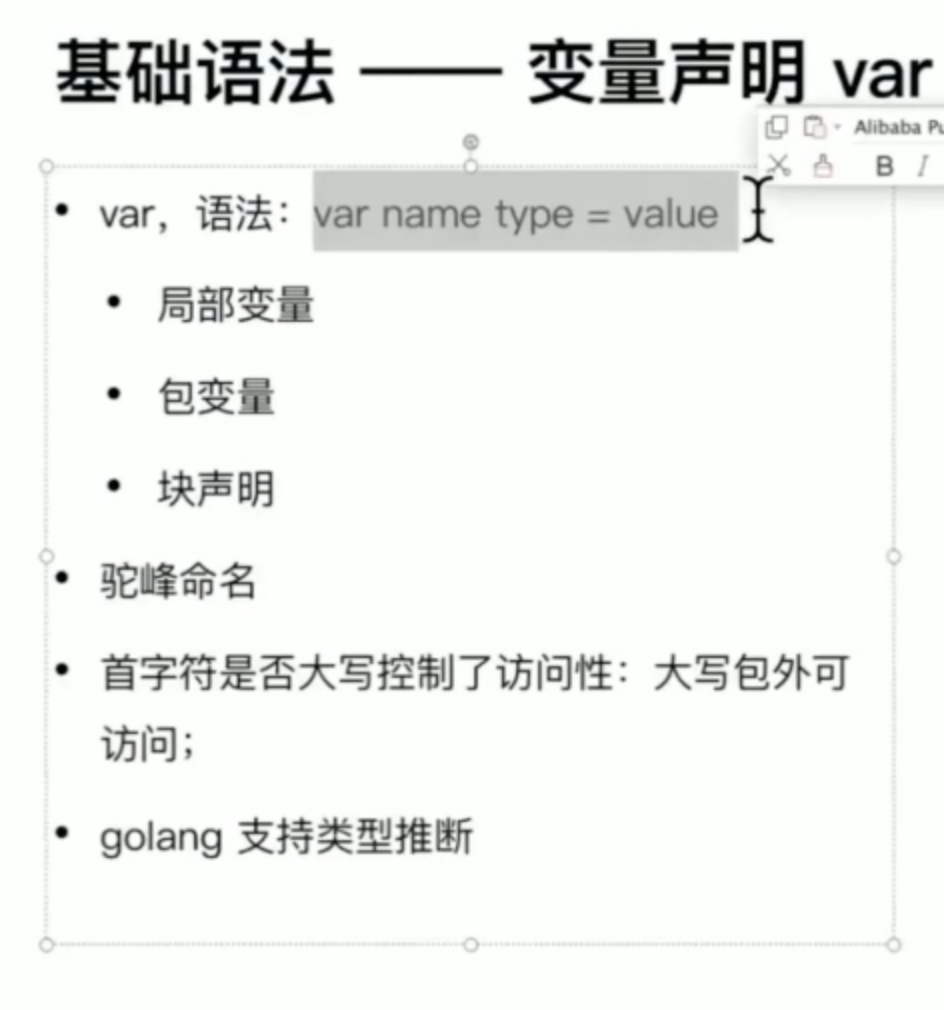 基础语法 —— 变量声明 var
Alibaba Pu
B I
var，语法：var name type = value
局部变量
包变量
块声明
驼峰命名
首字符是否大写控制了访问性：大写包外可
访问；
golang 支持类型推断